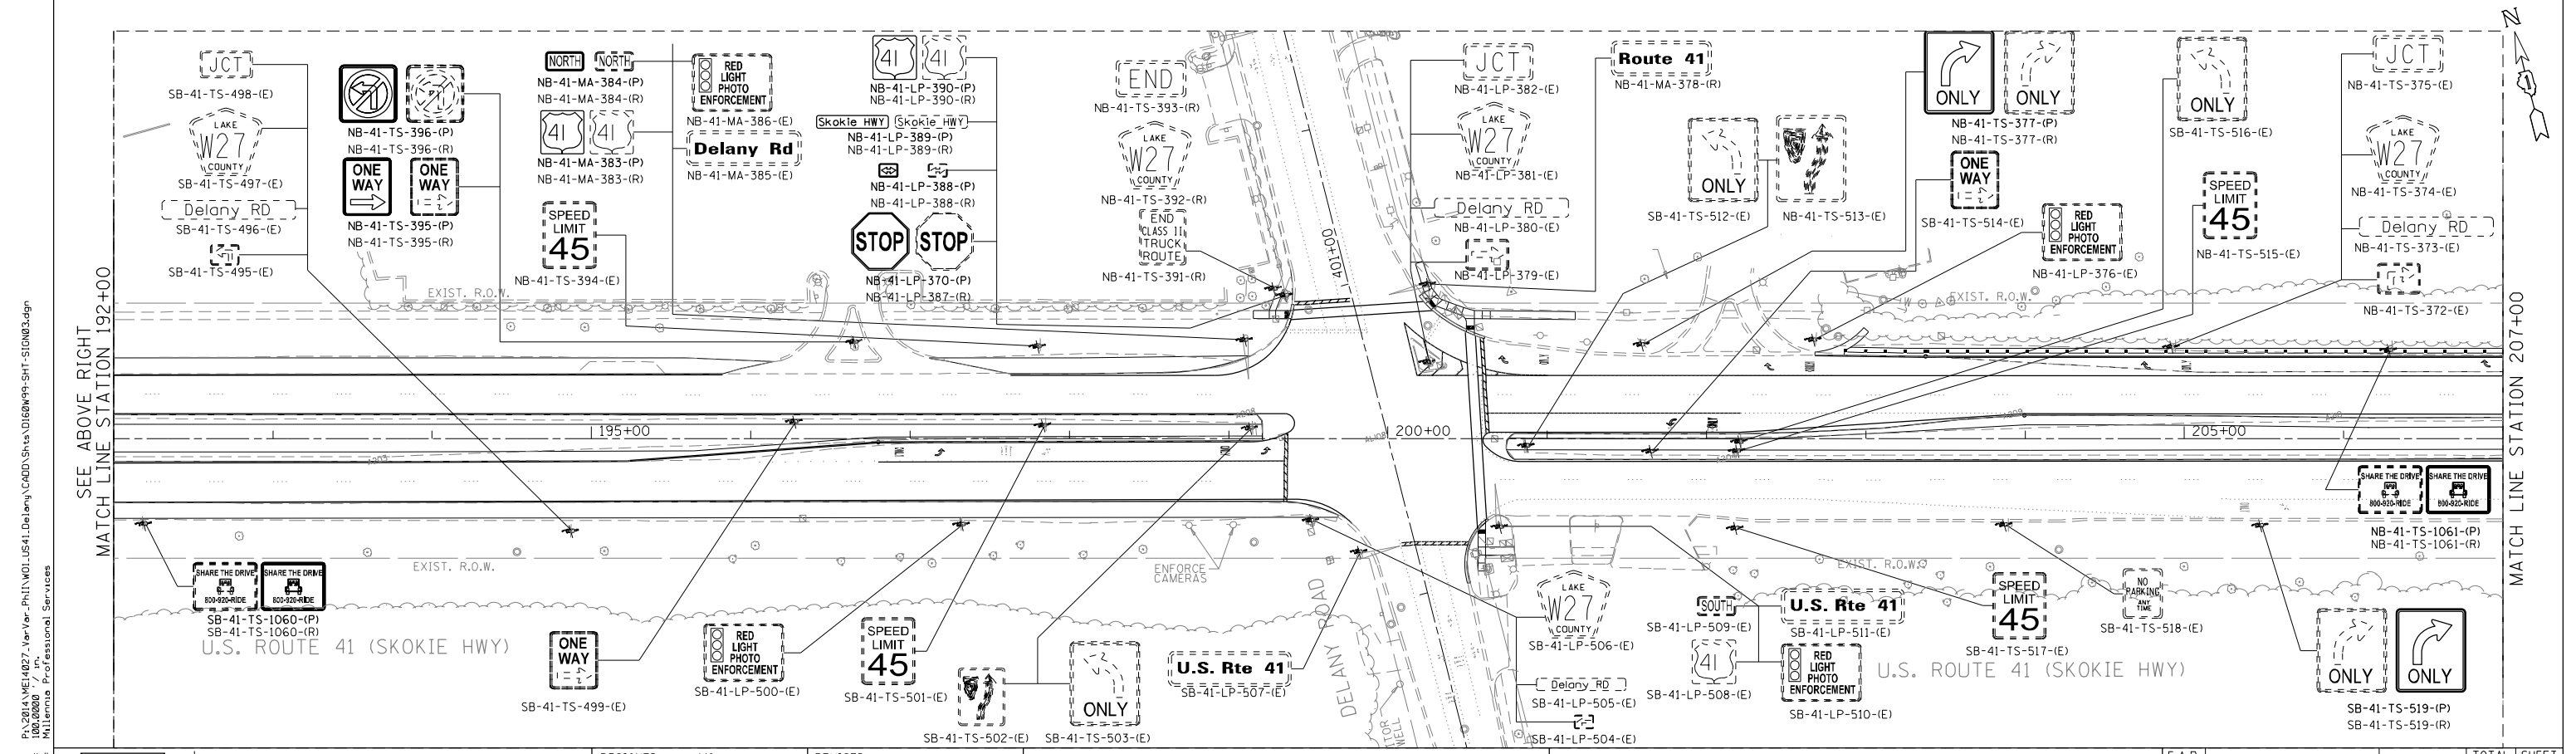 JCT
SB-41-TS-498-(E)
LAKE
W27
COUNTY
SB-41-TS-497-(E)
Delany RD
SB-41-TS-496-(E)
SB-41-TS-495-(E)
NB-41-TS-396-(P)
NB-41-TS-396-(R)
ONE
WAY
ONE
WAY
NB-41-TS-395-(P)
NB-41-TS-395-(R)
NORTH NORTH
NB-41-MA-384-(P)
NB-41-MA-384-(R)
41 41
NB-41-MA-383-(P)
NB-41-MA-383-(R)
SPEED
LIMIT
45
NB-41-TS-394-(E)
RED
LIGHT
PHOTO
ENFORCEMENT
NB-41-MA-386-(E)
Delany Rd
NB-41-MA-385-(E)
41 41
NB-41-LP-390-(P)
NB-41-LP-390-(R)
Skokie HWY Skokie HWY
NB-41-LP-389-(P)
NB-41-LP-389-(R)
NB-41-LP-388-(P)
NB-41-LP-388-(R)
STOP STOP
NB-41-LP-370-(P)
NB-41-LP-387-(R)
END
NB-41-TS-393-(R)
LAKE
W27
COUNTY
NB-41-TS-392-(R)
END
CLASS II
TRUCK
ROUTE
NB-41-TS-391-(R)
401+00
JCT
NB-41-LP-382-(E)
LAKE
W27
COUNTY
NB-41-LP-381-(E)
Delany RD
NB-41-LP-380-(E)
NB-41-LP-379-(E)
Route 41
NB-41-MA-378-(R)
ONLY
SB-41-TS-512-(E)
NB-41-TS-513-(E)
ONLY ONLY
NB-41-TS-377-(P)
NB-41-TS-377-(R)
ONE
WAY
SB-41-TS-514-(E)
RED
LIGHT
PHOTO
ENFORCEMENT
NB-41-LP-376-(E)
ONLY
SB-41-TS-516-(E)
SPEED
LIMIT
45
NB-41-TS-515-(E)
JCT
NB-41-TS-375-(E)
LAKE
W27
COUNTY
NB-41-TS-374-(E)
Delany RD
NB-41-TS-373-(E)
NB-41-TS-372-(E)
N
EXIST. R.O.W.
EXIST. R.O.W.
SEE ABOVE RIGHT
MATCH LINE STATION 192+00
MATCH LINE STATION 207+00
195+00
200+00
205+00
SHARE THE DRIVE
800-920-RIDE
SHARE THE DRIVE
800-920-RIDE
NB-41-TS-1061-(P)
NB-41-TS-1061-(R)
EXIST. R.O.W.
EXIST. R.O.W.
ENFORCE
CAMERAS
SHARE THE DRIVE
800-920-RIDE
SHARE THE DRIVE
800-920-RIDE
SB-41-TS-1060-(P)
SB-41-TS-1060-(R)
U.S. ROUTE 41 (SKOKIE HWY)
ONE
WAY
SB-41-TS-499-(E)
RED
LIGHT
PHOTO
ENFORCEMENT
SB-41-LP-500-(E)
SPEED
LIMIT
45
SB-41-TS-501-(E)
SB-41-TS-502-(E)
ONLY
SB-41-TS-503-(E)
U.S. Rte 41
SB-41-LP-507-(E)
DELANY ROAD
LAKE
W27
COUNTY
SB-41-LP-506-(E)
Delany RD
SB-41-LP-505-(E)
SB-41-LP-504-(E)
SOUTH
SB-41-LP-509-(E)
41
SB-41-LP-508-(E)
U.S. Rte 41
SB-41-LP-511-(E)
RED
LIGHT
PHOTO
ENFORCEMENT
SB-41-LP-510-(E)
SPEED
LIMIT
45
SB-41-TS-517-(E)
NO
PARKING
ANY
TIME
SB-41-TS-518-(E)
U.S. ROUTE 41 (SKOKIE HWY)
ONLY ONLY
SB-41-TS-519-(P)
SB-41-TS-519-(R)
Millennia Professional Services
TOTAL SHEET